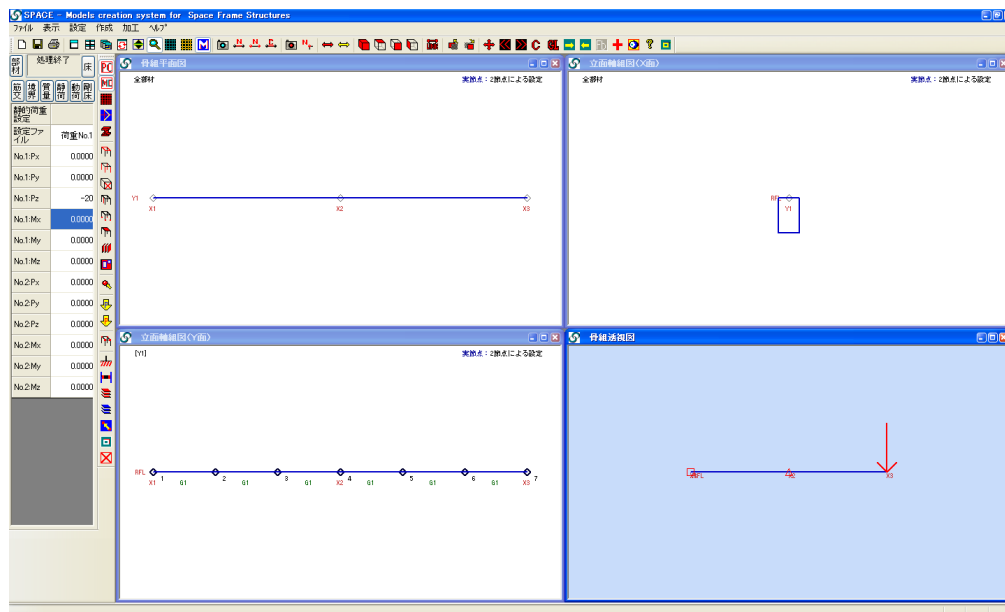 SPACE - Models creation system for Space Frame Structures
ファイル 表示 設定 作成 加工 ヘルプ
部材 処理終了 床
筋交 境界 質量 静荷 動荷 剛床
静的荷重設定
設定ファイル 荷重No.1
No.1:Px 0.0000
No.1:Py 0.0000
No.1:Pz -20
No.1:Mx 0.0000
No.1:My 0.0000
No.1:Mz 0.0000
No.2:Px 0.0000
No.2:Py 0.0000
No.2:Pz 0.0000
No.2:Mx 0.0000
No.2:My 0.0000
No.2:Mz 0.0000
PC
MC
骨組平面図
全部材 実節点:2節点による設定
Y1
X1 X2 X3
立面軸組図(X面)
全部材 実節点:2節点による設定
RFL
Y1
立面軸組図(Y面)
[Y1] 実節点:2節点による設定
RFL 1 2 3 4 5 6 7
X1 G1 G1 G1 X2 G1 G1 G1 X3
骨組透視図
X2 X3